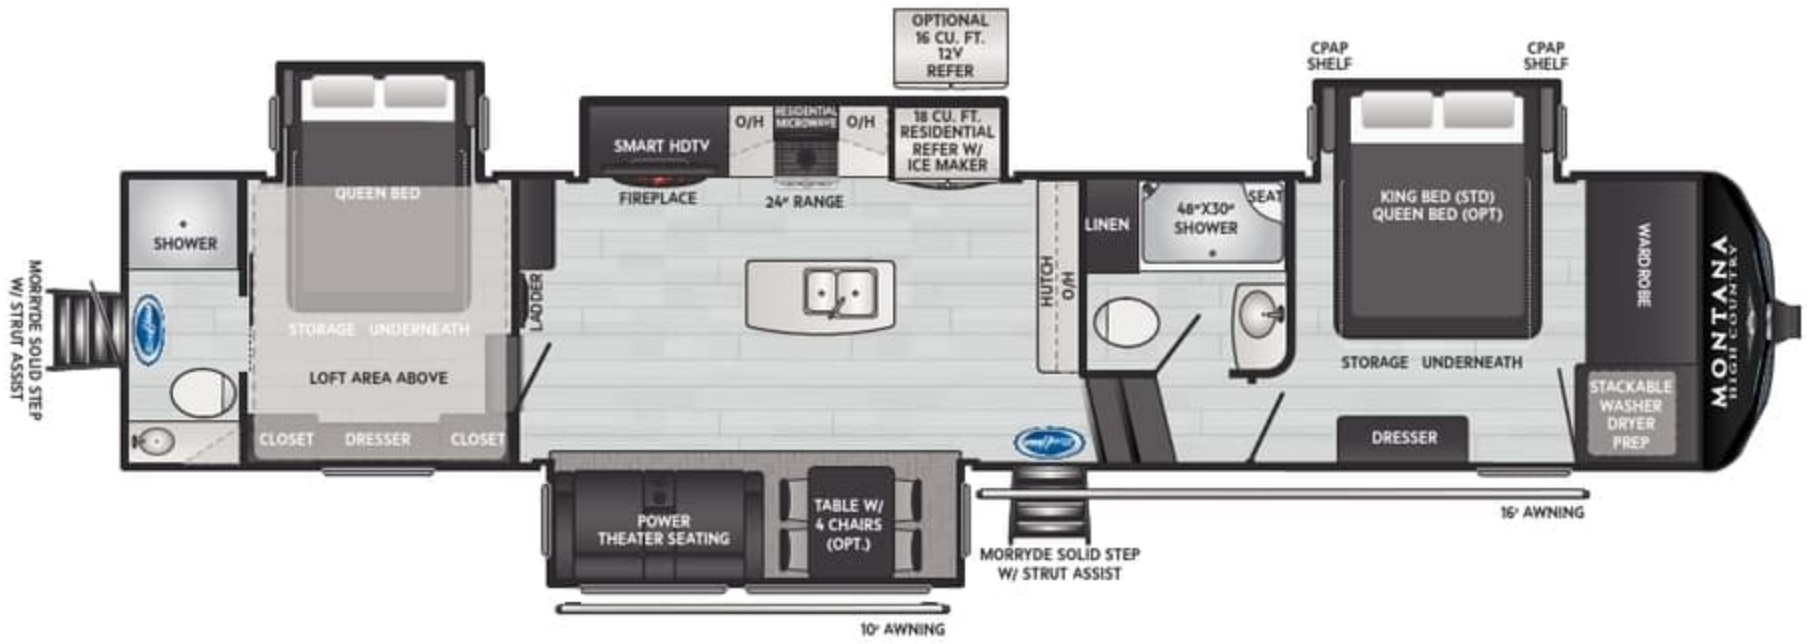 OPTIONAL
16 CU. FT.
12V
REFER
CPAP
SHELF
CPAP
SHELF
QUEEN BED
SMART HDTV
FIREPLACE
O/H
RESIDENTIAL
MICROWAVE
O/H
24" RANGE
18 CU. FT.
RESIDENTIAL
REFER W/
ICE MAKER
SHOWER
MORRYDE SOLID STEP
W/ STRUT ASSIST
STORAGE UNDERNEATH
LOFT AREA ABOVE
CLOSET
DRESSER
CLOSET
LADDER
HUTCH
O/H
LINEN
48"X30"
SHOWER
SEAT
KING BED (STD)
QUEEN BED (OPT)
STORAGE UNDERNEATH
DRESSER
WARDROBE
STACKABLE
WASHER
DRYER
PREP
MONTANA
HIGH COUNTRY
POWER
THEATER SEATING
TABLE W/
4 CHAIRS
(OPT.)
MORRYDE SOLID STEP
W/ STRUT ASSIST
16' AWNING
10' AWNING